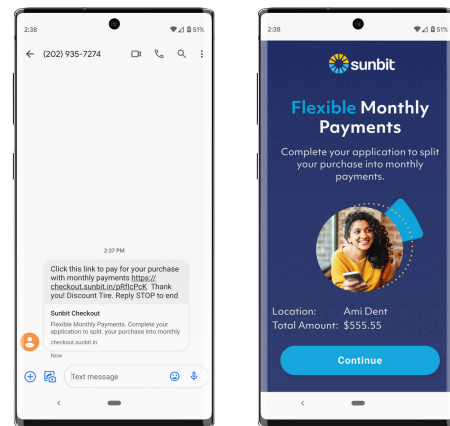 2:38
51%
(202) 935-7274
2:37 PM
Click this link to pay for your purchase
with monthly payments https://
checkout.sunbit.in/pRflcPcK Thank
you! Discount Tire. Reply STOP to end
Sunbit Checkout
Flexible Monthly Payments. Complete your
application to split. your purchase into monthly
checkout.sunbit.in
Now
Text message
2:38
51%
sunbit
Flexible Monthly
Payments
Complete your application to split
your purchase into monthly
payments.
Location: Ami Dent
Total Amount: $555.55
Continue